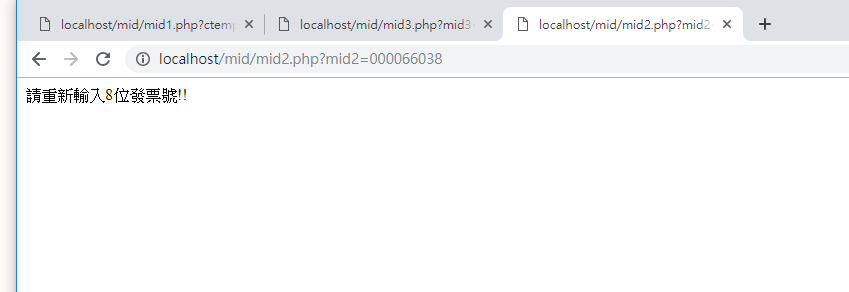 localhost/mid/mid1.php?ctemp
localhost/mid/mid3.php?mid3
localhost/mid/mid2.php?mid2
localhost/mid/mid2.php?mid2=000066038
請重新輸入8位發票號!!